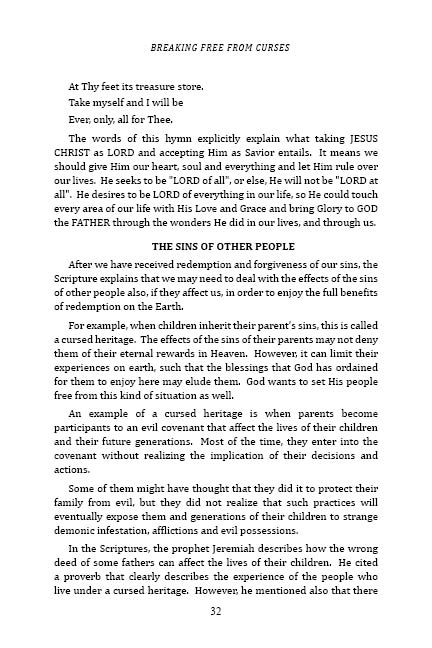 BREAKING FREE FROM CURSES
At Thy feet its treasure store.
Take myself and I will be
Ever, only, all for Thee.
The words of this hymn explicitly explain what taking JESUS
CHRIST as LORD and accepting Him as Savior entails. It means we
should give Him our heart, soul and everything and let Him rule over
our lives. He seeks to be "LORD of all", or else, He will not be "LORD at
all". He desires to be LORD of everything in our life, so He could touch
every area of our life with His Love and Grace and bring Glory to GOD
the FATHER through the wonders He did in our lives, and through us.
THE SINS OF OTHER PEOPLE
After we have received redemption and forgiveness of our sins, the
Scripture explains that we may need to deal with the effects of the sins
of other people also, if they affect us, in order to enjoy the full benefits
of redemption on the Earth.
For example, when children inherit their parent's sins, this is called
a cursed heritage. The effects of the sins of their parents may not deny
them of their eternal rewards in Heaven. However, it can limit their
experiences on earth, such that the blessings that God has ordained
for them to enjoy here may elude them. God wants to set His people
free from this kind of situation as well.
An example of a cursed heritage is when parents become
participants to an evil covenant that affect the lives of their children
and their future generations. Most of the time, they enter into the
covenant without realizing the implication of their decisions and
actions.
Some of them might have thought that they did it to protect their
family from evil, but they did not realize that such practices will
eventually expose them and generations of their children to strange
demonic infestation, afflictions and evil possessions.
In the Scriptures, the prophet Jeremiah describes how the wrong
deed of some fathers can affect the lives of their children. He cited
a proverb that clearly describes the experience of the people who
live under a cursed heritage. However, he mentioned also that there
32